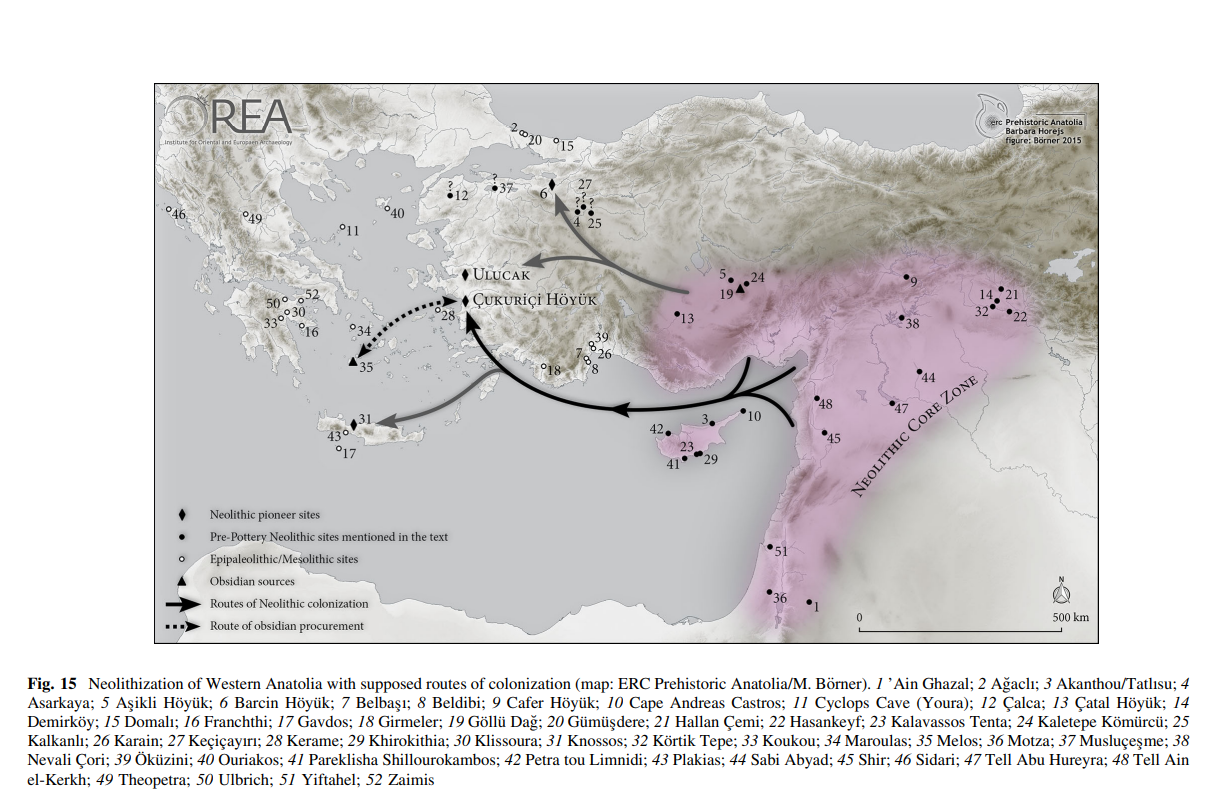 OREA
Institute for Oriental and European Archaeology
erc Prehistoric Anatolia
Barbara Horejs
figure: Börner 2015
2
20
15
?
12
?
37
6
27
? ? ?
4
25
46
49
40
11
ULUCAK
ÇUKURİÇİ HÖYÜK
5
24
19
9
14
21
32
22
13
38
50
52
30
33
16
34
28
35
39
7
26
8
18
44
31
43
17
48
47
45
3
10
42
23
41
29
NEOLITHIC CORE ZONE
51
36
1
Neolithic pioneer sites
Pre-Pottery Neolithic sites mentioned in the text
Epipaleolithic/Mesolithic sites
Obsidian sources
Routes of Neolithic colonization
Route of obsidian procurement
N
0
500 km
Fig. 15 Neolithization of Western Anatolia with supposed routes of colonization (map: ERC Prehistoric Anatolia/M. Börner). 1 ’Ain Ghazal; 2 Ağaclı; 3 Akanthou/Tatlısu; 4
Asarkaya; 5 Aşikli Höyük; 6 Barcin Höyük; 7 Belbaşı; 8 Beldibi; 9 Cafer Höyük; 10 Cape Andreas Castros; 11 Cyclops Cave (Youra); 12 Çalca; 13 Çatal Höyük; 14
Demirköy; 15 Domalı; 16 Franchthi; 17 Gavdos; 18 Girmeler; 19 Göllü Dağ; 20 Gümüşdere; 21 Hallan Çemi; 22 Hasankeyf; 23 Kalavassos Tenta; 24 Kaletepe Kömürcü; 25
Kalkanlı; 26 Karain; 27 Keçiçayırı; 28 Kerame; 29 Khirokithia; 30 Klissoura; 31 Knossos; 32 Körtik Tepe; 33 Koukou; 34 Maroulas; 35 Melos; 36 Motza; 37 Musluçeşme; 38
Nevali Çori; 39 Öküzini; 40 Ouriakos; 41 Pareklisha Shillourokambos; 42 Petra tou Limnidi; 43 Plakias; 44 Sabi Abyad; 45 Shir; 46 Sidari; 47 Tell Abu Hureyra; 48 Tell Ain
el-Kerkh; 49 Theopetra; 50 Ulbrich; 51 Yiftahel; 52 Zaimis